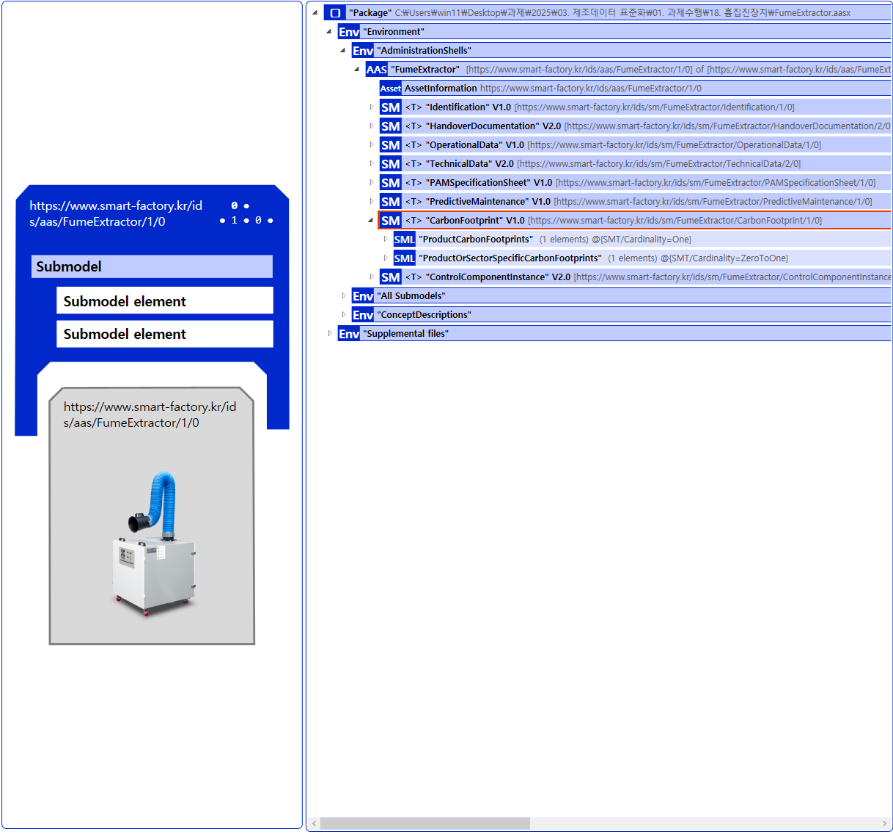 https://www.smart-factory.kr/id
s/aas/FumeExtractor/1/0
0
1 0
Submodel
Submodel element
Submodel element
https://www.smart-factory.kr/id
s/aas/FumeExtractor/1/0
"Package" C:₩Users₩win11₩Desktop₩과제₩2025₩03. 제조데이터 표준화₩01. 과제수행₩18. 흄집진장치₩FumeExtractor.aasx
Env "Environment"
Env "AdministrationShells"
AAS "FumeExtractor" [https://www.smart-factory.kr/ids/aas/FumeExtractor/1/0] of [https://www.smart-factory.kr/ids/aas/FumeExt
Asset AssetInformation https://www.smart-factory.kr/ids/aas/FumeExtractor/1/0
SM <T> "Identification" V1.0 [https://www.smart-factory.kr/ids/sm/FumeExtractor/Identification/1/0]
SM <T> "HandoverDocumentation" V2.0 [https://www.smart-factory.kr/ids/sm/FumeExtractor/HandoverDocumentation/2/0
SM <T> "OperationalData" V1.0 [https://www.smart-factory.kr/ids/sm/FumeExtractor/OperationalData/1/0]
SM <T> "TechnicalData" V2.0 [https://www.smart-factory.kr/ids/sm/FumeExtractor/TechnicalData/2/0]
SM <T> "PAMSpecificationSheet" V1.0 [https://www.smart-factory.kr/ids/sm/FumeExtractor/PAMSpecificationSheet/1/0]
SM <T> "PredictiveMaintenance" V1.0 [https://www.smart-factory.kr/ids/sm/FumeExtractor/PredictiveMaintenance/1/0]
SM <T> "CarbonFootprint" V1.0 [https://www.smart-factory.kr/ids/sm/FumeExtractor/CarbonFootprint/1/0]
SML "ProductCarbonFootprints" (1 elements) @{SMT/Cardinality=One}
SML "ProductOrSectorSpecificCarbonFootprints" (1 elements) @{SMT/Cardinality=ZeroToOne}
SM <T> "ControlComponentInstance" V2.0 [https://www.smart-factory.kr/ids/sm/FumeExtractor/ControlComponentInstance
Env "All Submodels"
Env "ConceptDescriptions"
Env "Supplemental files"